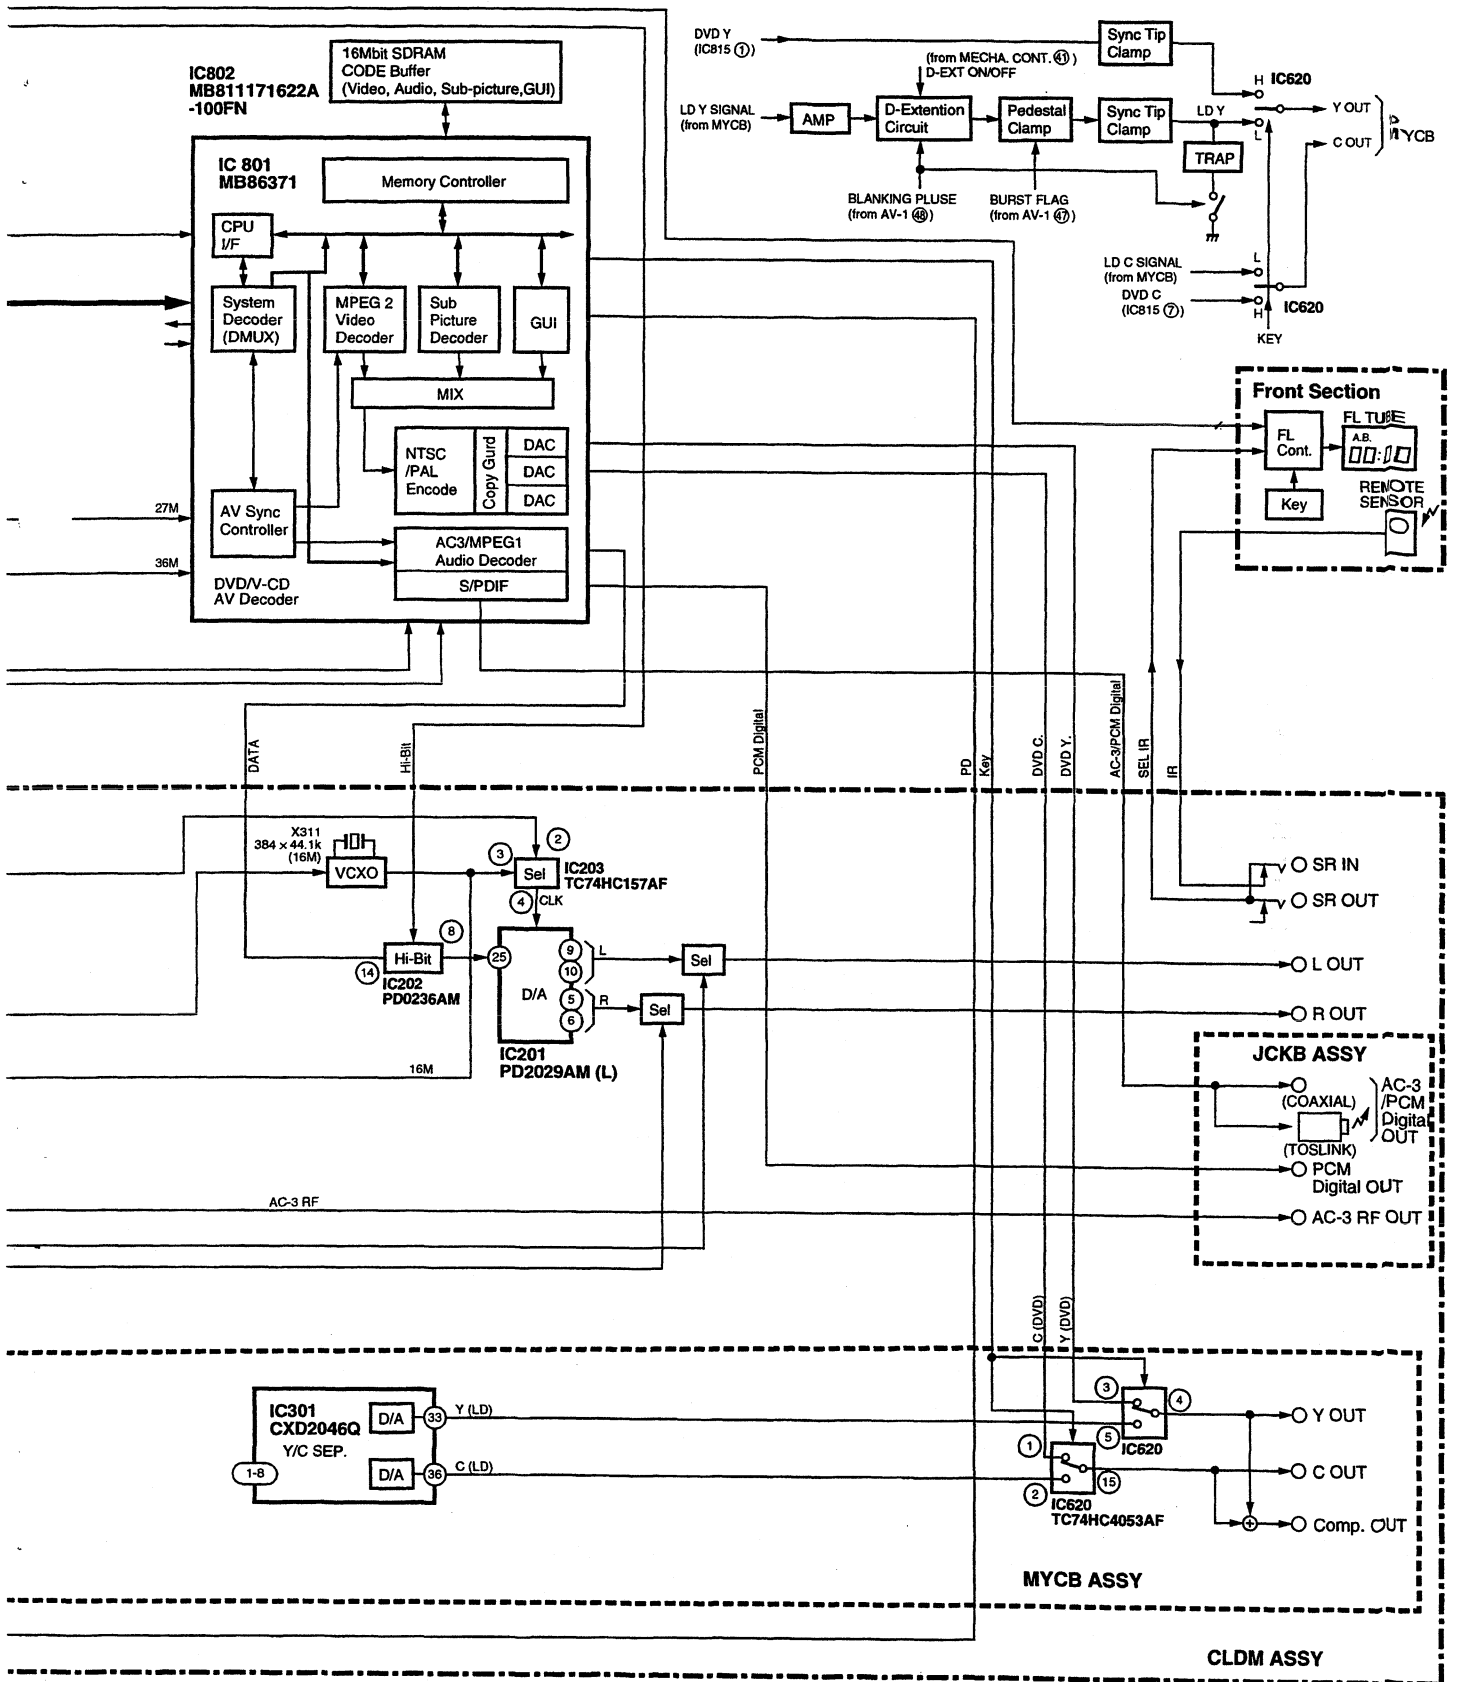 DVD Y
(IC815 ①)
Sync Tip
Clamp
(from MECHA. CONT. ㊶)
D-EXT ON/OFF
LD Y SIGNAL
(from MYCB)
AMP
D-Extention
Circuit
Pedestal
Clamp
Sync Tip
Clamp
LD Y
H
IC620
L
Y OUT
C OUT
YCB
TRAP
BLANKING PLUSE
(from AV-1 ㊽)
BURST FLAG
(from AV-1 ㊼)
LD C SIGNAL
(from MYCB)
L
DVD C
(IC815 ⑦)
H
IC620
KEY
IC802
MB811171622A
-100FN
16Mbit SDRAM
CODE Buffer
(Video, Audio, Sub-picture,GUI)
IC 801
MB86371
Memory Controller
CPU
I/F
System
Decoder
(DMUX)
MPEG 2
Video
Decoder
Sub
Picture
Decoder
GUI
MIX
NTSC
/PAL
Encode
Copy Gurd
DAC
DAC
DAC
27M
AV Sync
Controller
AC3/MPEG1
Audio Decoder
S/PDIF
36M
DVD/V-CD
AV Decoder
Front Section
FL TUBE
FL
Cont.
A.B.
00:10
Key
REMOTE
SENSOR
DATA
Hi-Bit
PCM Digital
PD
Key
DVD C.
DVD Y.
AC-3/PCM Digital
SEL IR
IR
X311
384 × 44.1k
(16M)
VCXO
③
②
Sel
IC203
TC74HC157AF
④
CLK
⑧
Hi-Bit
⑭
IC202
PD0236AM
㉕
D/A
⑨
⑩
L
⑤
⑥
R
Sel
Sel
IC201
PD2029AM (L)
16M
SR IN
SR OUT
L OUT
R OUT
JCKB ASSY
(COAXIAL)
AC-3
/PCM
Digital
OUT
(TOSLINK)
PCM
Digital OUT
AC-3 RF
AC-3 RF OUT
C (DVD)
Y (DVD)
IC301
CXD2046Q
Y/C SEP.
1-8
D/A
㉝
Y (LD)
D/A
㊱
C (LD)
③
④
⑤
IC620
①
②
⑮
IC620
TC74HC4053AF
Y OUT
C OUT
Comp. OUT
MYCB ASSY
CLDM ASSY